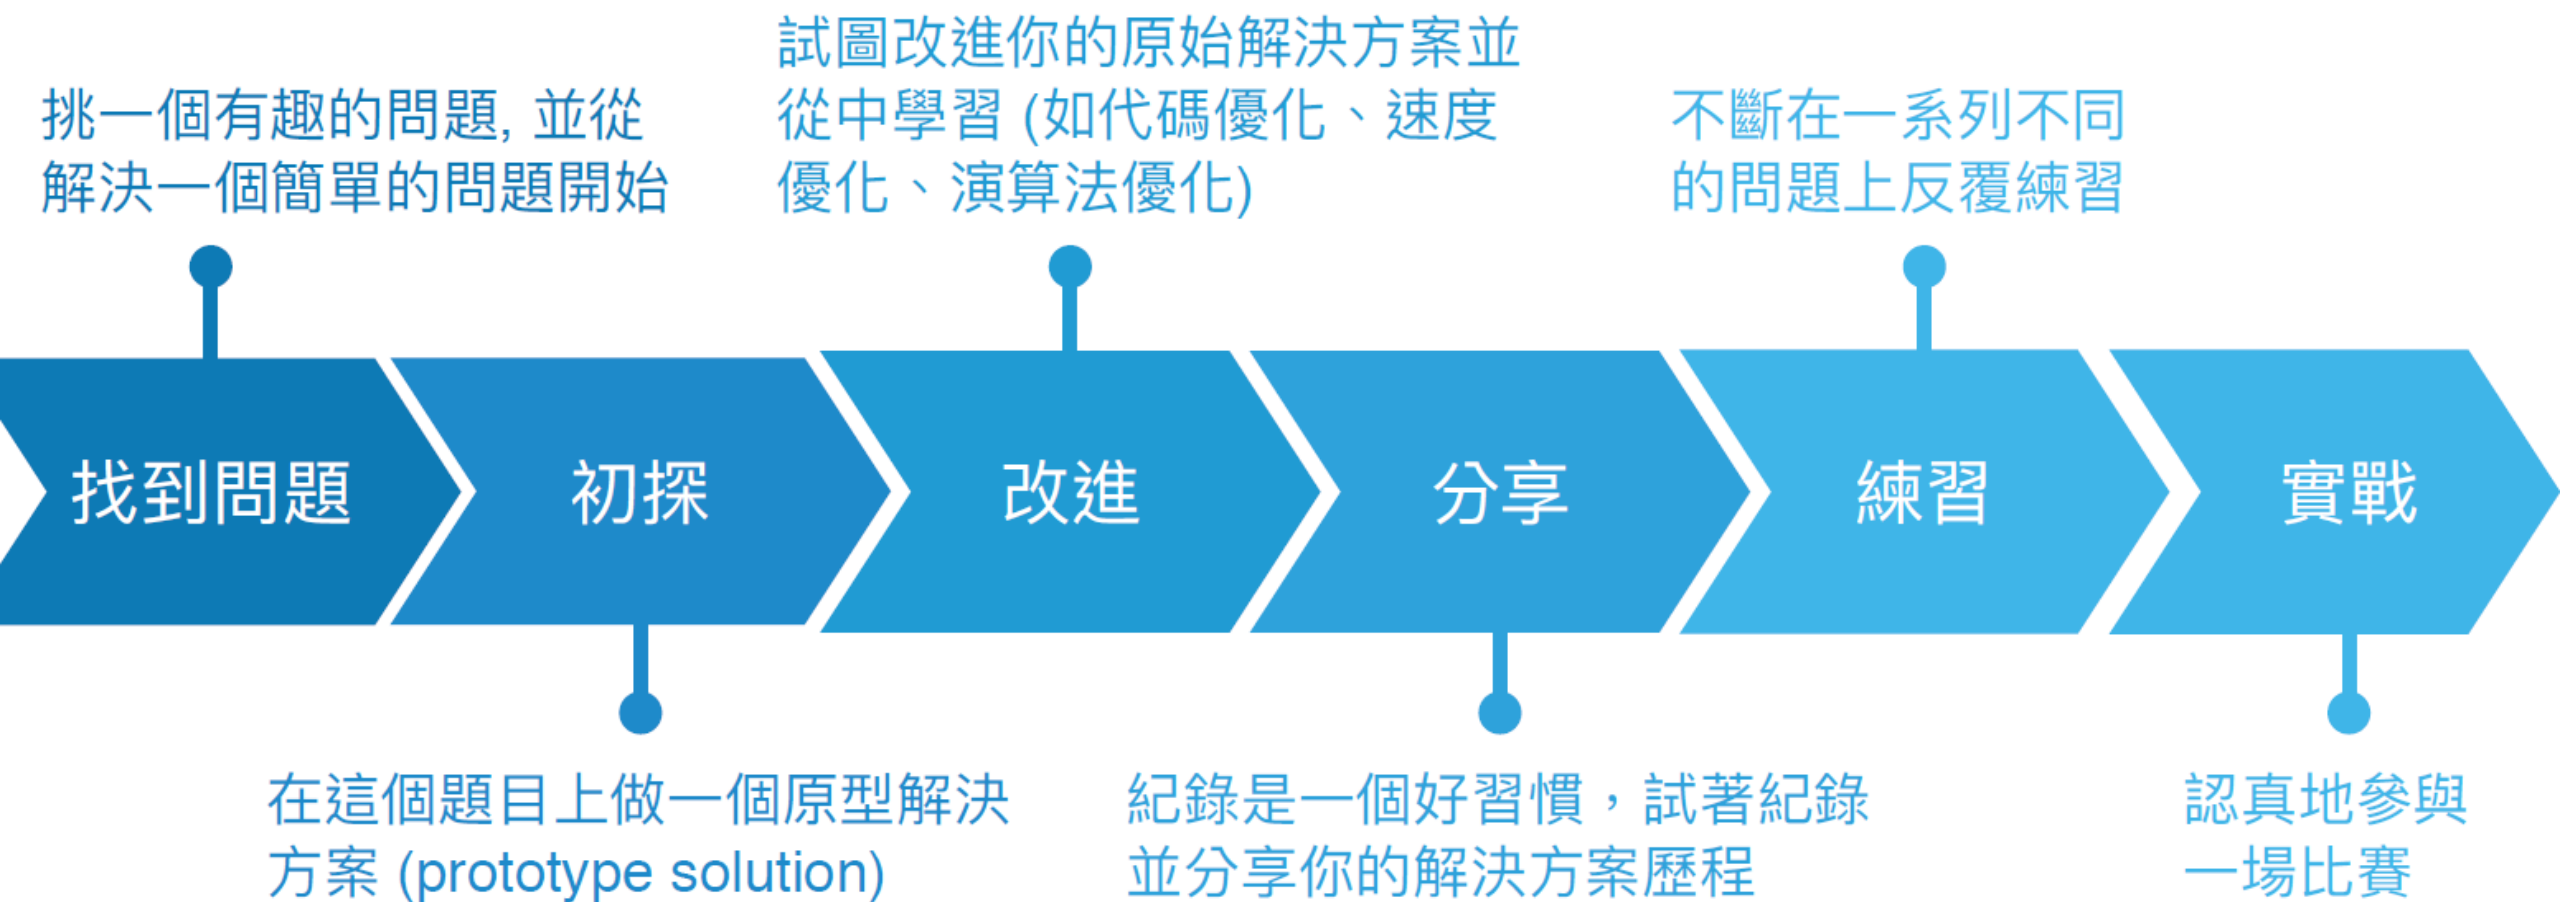 挑一個有趣的問題, 並從
解決一個簡單的問題開始
試圖改進你的原始解決方案並
從中學習 (如代碼優化、速度
優化、演算法優化)
不斷在一系列不同
的問題上反覆練習
找到問題
初探
改進
分享
練習
實戰
在這個題目上做一個原型解決
方案 (prototype solution)
紀錄是一個好習慣，試著紀錄
並分享你的解決方案歷程
認真地參與
一場比賽